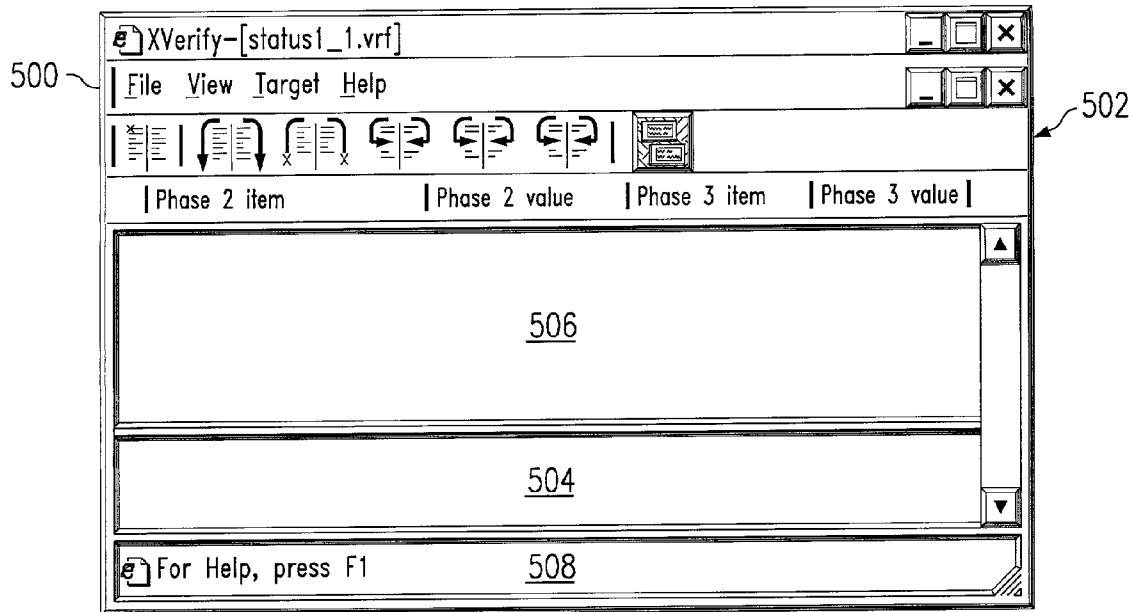 XVerify-[status1_1.vrf]
500
File View Target Help
502
Phase 2 item Phase 2 value Phase 3 item Phase 3 value
506
504
For Help, press F1 508